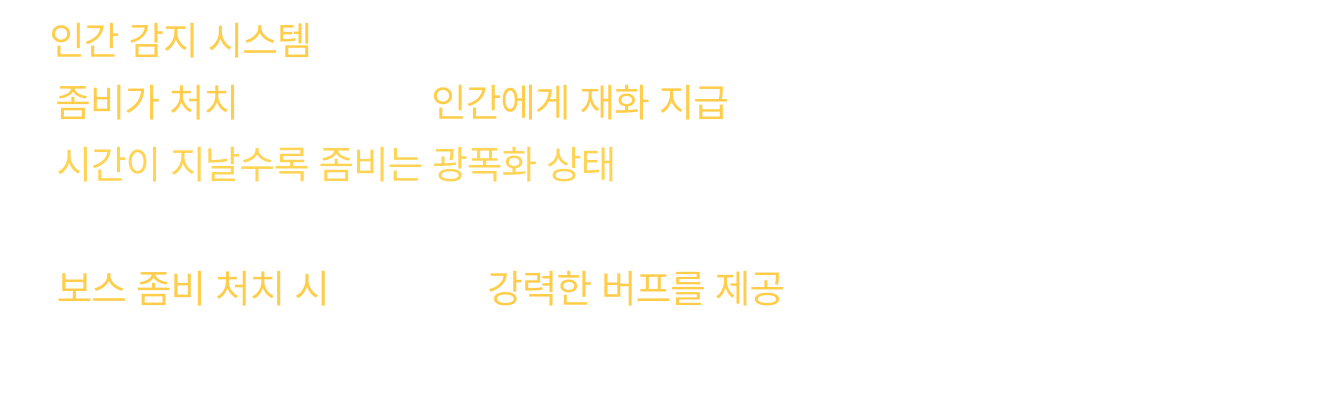 인간 감지 시스템
좀비가 처치 인간에게 재화 지급
시간이 지날수록 좀비는 광폭화 상태
보스 좀비 처치 시 강력한 버프를 제공